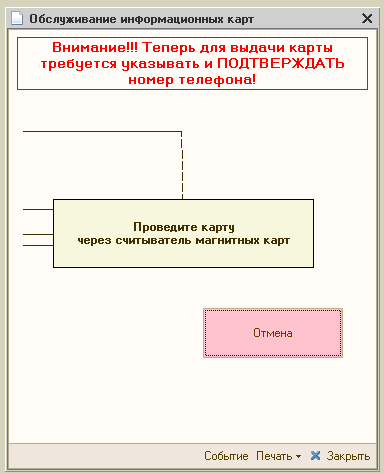 Обслуживание информационных карт
Внимание!!! Теперь для выдачи карты
требуется указывать и ПОДТВЕРЖДАТЬ
номер телефона!
Проведите карту
через считыватель магнитных карт
Отмена
Событие Печать Закрыть